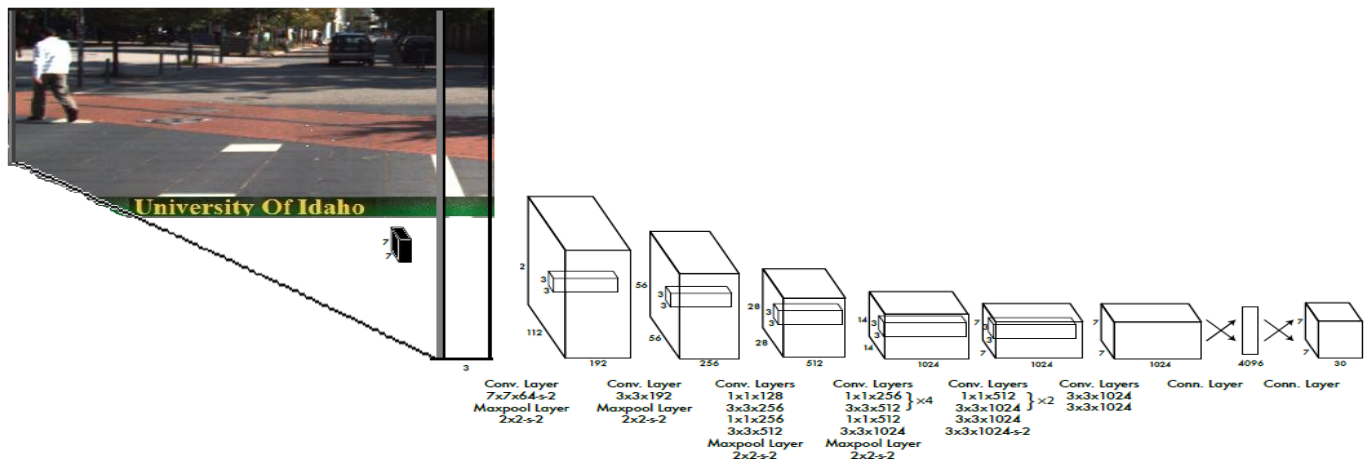 University Of Idaho
7
7
3
2
112
3
3
192
56
56
3
3
256
28
28
3
3
512
14
14
3
3
1024
7
7
3
1024
7
7
1024
4096
7
7
30
Conv. Layer
7x7x64-s-2
Maxpool Layer
2x2-s-2
Conv. Layer
3x3x192
Maxpool Layer
2x2-s-2
Conv. Layers
1x1x128
3x3x256
1x1x256
3x3x512
Maxpool Layer
2x2-s-2
Conv. Layers
1x1x256
3x3x512
}×4
1x1x512
3x3x1024
Maxpool Layer
2x2-s-2
Conv. Layers
1x1x512
3x3x1024
}×2
3x3x1024
3x3x1024-s-2
Conv. Layers
3x3x1024
3x3x1024
Conn. Layer
Conn. Layer